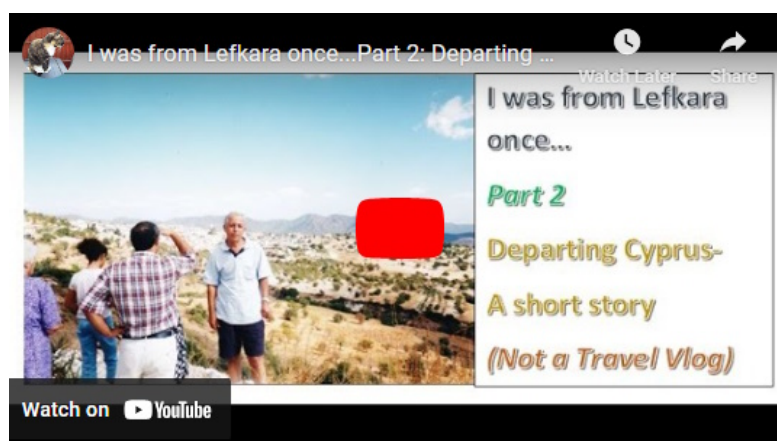 I was from Lefkara once...Part 2: Departing ...
Watch Later
Share
I was from Lefkara
once...
Part 2
Departing Cyprus-
A short story
(Not a Travel Vlog)
Watch on YouTube